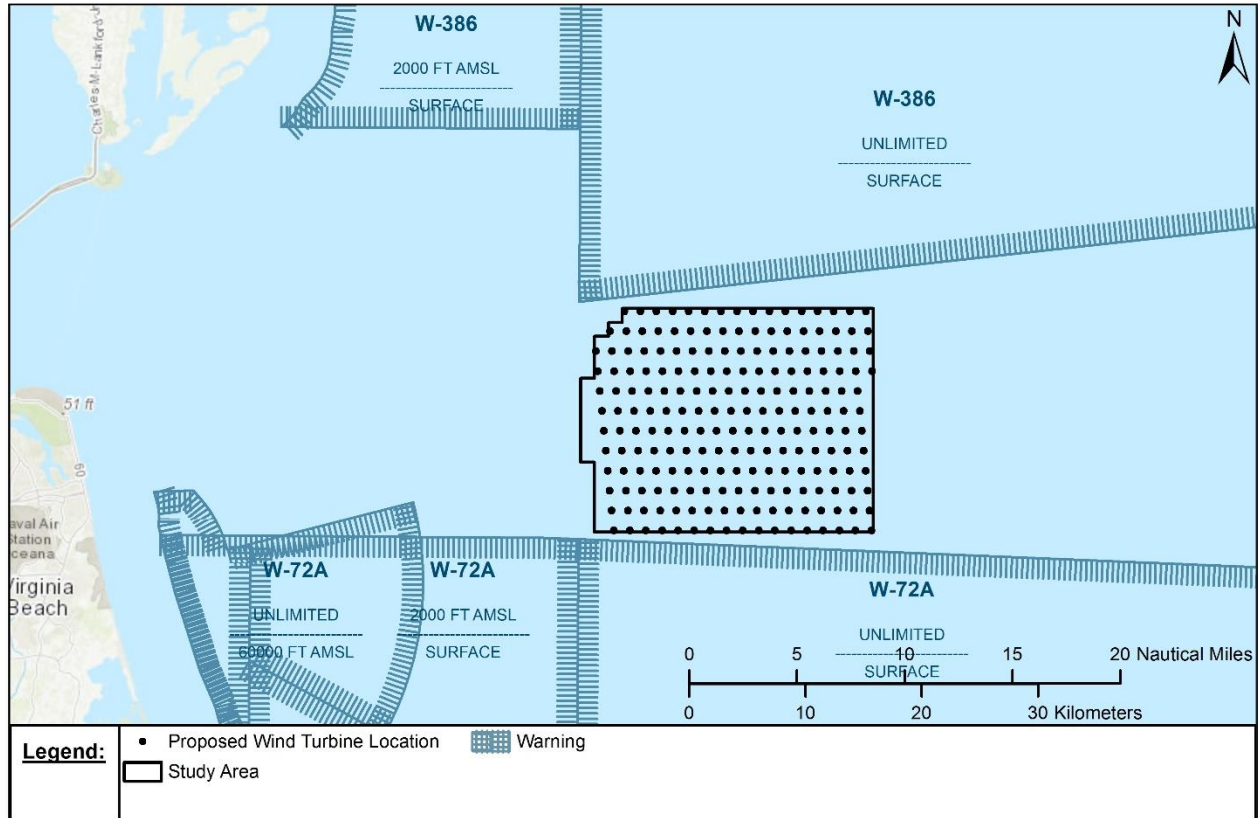 W-386
2000 FT AMSL
SURFACE
N
Charles M Lankford Jr
W-386
UNLIMITED
SURFACE
51 ft
60
aval Air
Station
ceana
Virginia
Beach
W-72A
UNLIMITED
60000 FT AMSL
W-72A
2000 FT AMSL
SURFACE
W-72A
UNLIMITED
SURFACE
0 5 10 15 20 Nautical Miles
0 10 20 30 Kilometers
Legend:
Proposed Wind Turbine Location
Warning
Study Area